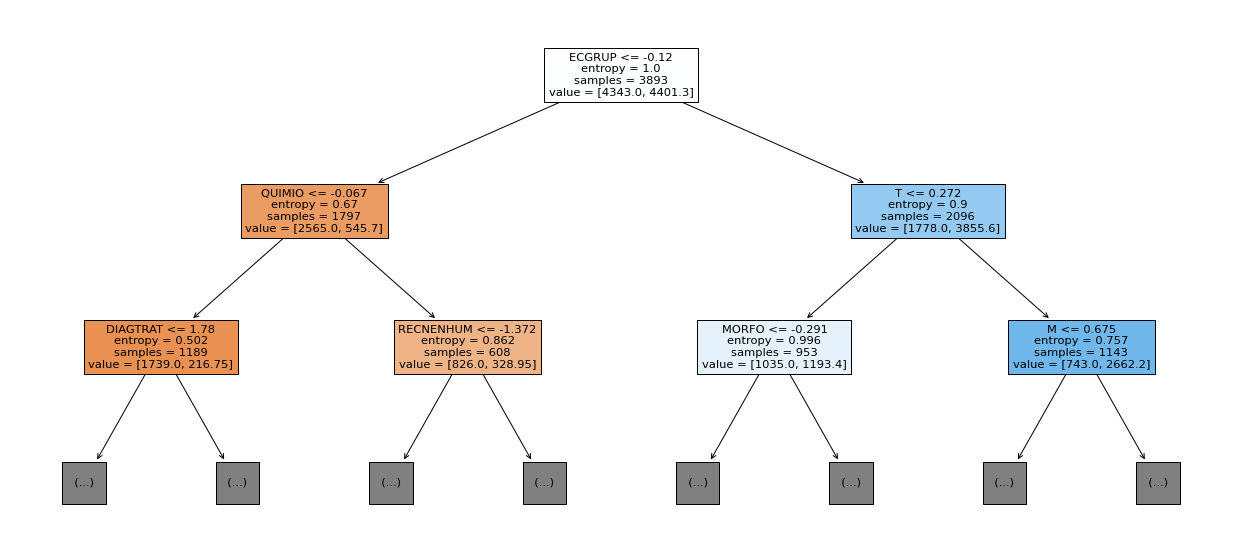 ECGRUP <= -0.12
entropy = 1.0
samples = 3893
value = [4343.0, 4401.3]
QUIMIO <= -0.067
entropy = 0.67
samples = 1797
value = [2565.0, 545.7]
T <= 0.272
entropy = 0.9
samples = 2096
value = [1778.0, 3855.6]
DIAGTRAT <= 1.78
entropy = 0.502
samples = 1189
value = [1739.0, 216.75]
RECNENHUM <= -1.372
entropy = 0.862
samples = 608
value = [826.0, 328.95]
MORFO <= -0.291
entropy = 0.996
samples = 953
value = [1035.0, 1193.4]
M <= 0.675
entropy = 0.757
samples = 1143
value = [743.0, 2662.2]
(...)
(...)
(...)
(...)
(...)
(...)
(...)
(...)